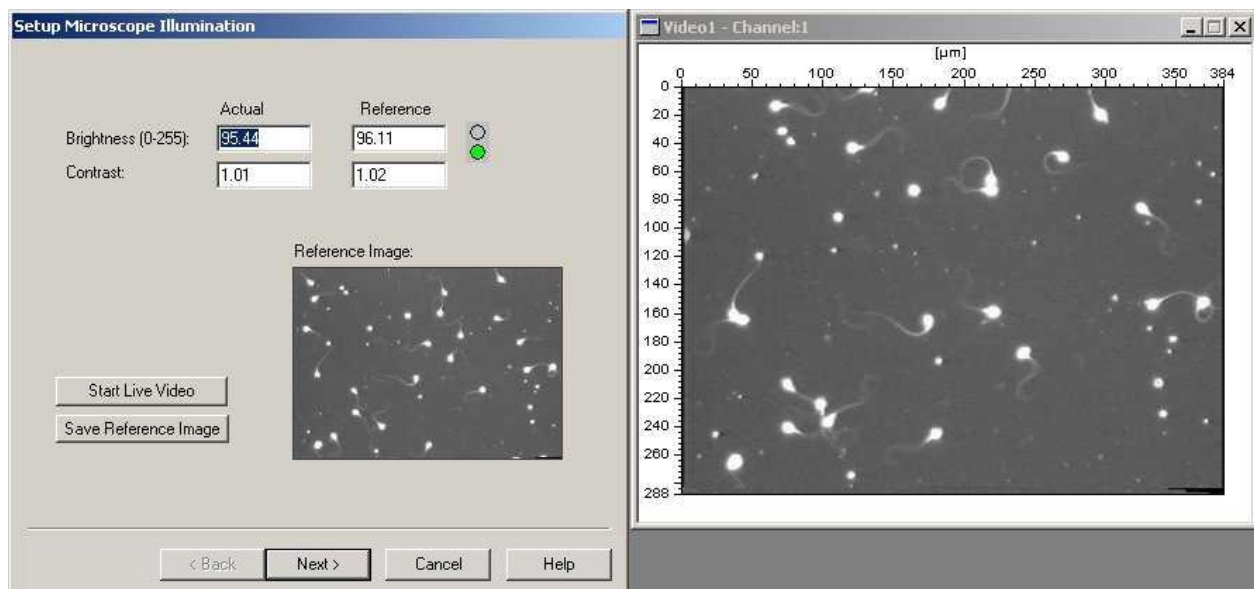 Setup Microscope Illumination
Actual Reference
Brightness (0-255): 95.44 96.11
Contrast: 1.01 1.02
Reference Image:
Start Live Video
Save Reference Image
< Back Next > Cancel Help
Video1 - Channel:1
[µm]
0 50 100 150 200 250 300 350 384
0
20
40
60
80
100
120
140
160
180
200
220
240
260
288